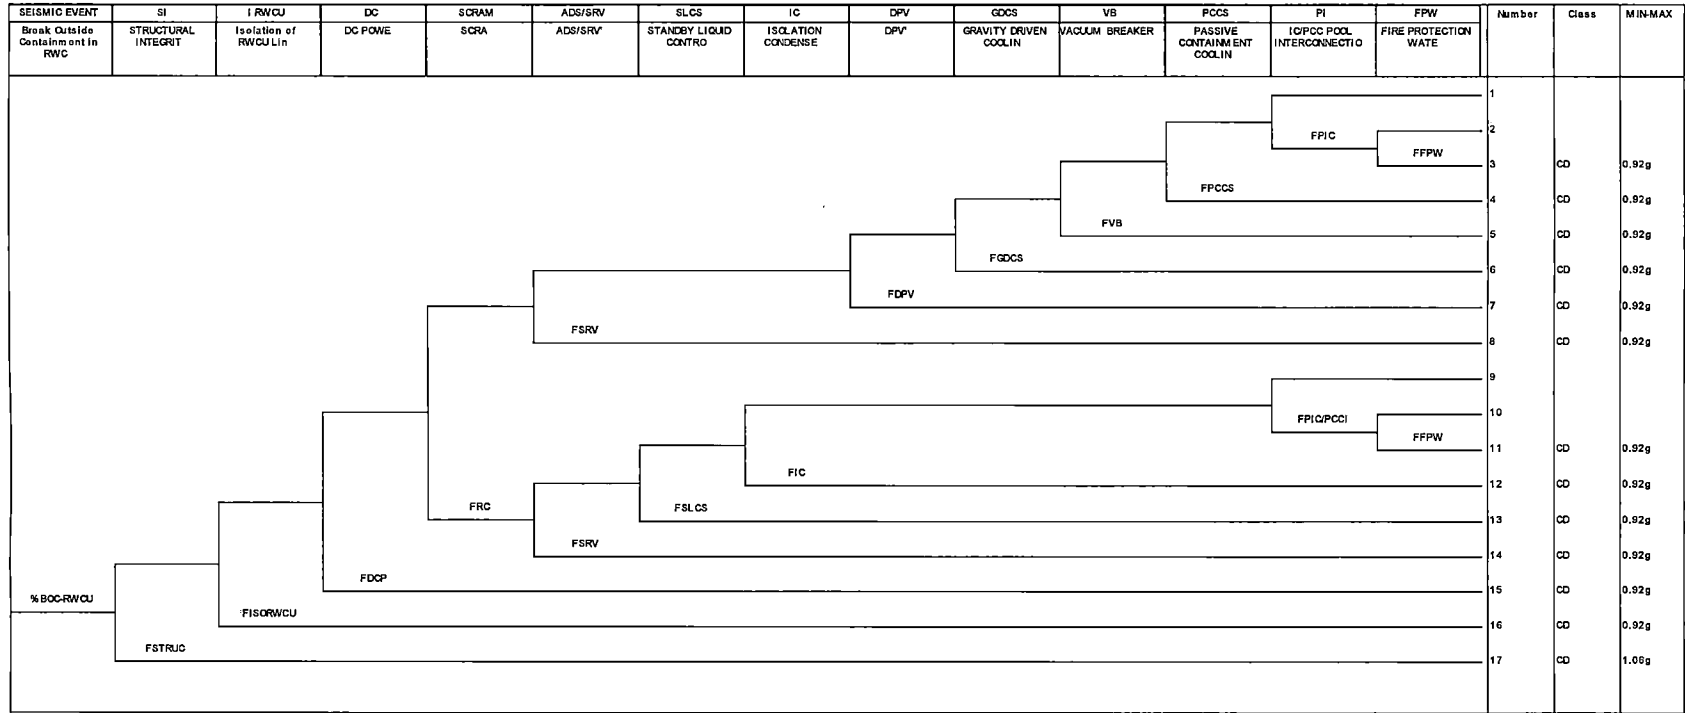 SEISMIC EVENT SI I RWCU DC SCRAM ADS/SRV SLCS IC DPV GDCS VB PCCS PI FPW Number Class MIN-MAX
Break Outside STRUCTURAL Isolation of DC POWE SCRA ADS/SRV' STANDBY LIQUID ISOLATION DPV' GRAVITY DRIVEN VACUUM BREAKER PASSIVE IC/PCC POOL FIRE PROTECTION
Containment in INTEGRIT RWCU Lin CONTRO CONDENSE COOLIN CONTAINMENT INTERCONNECTIO WATE
RWC COOLIN
1
2
FPIC
FFPW
3 CD 0.92g
FPCCS
4 CD 0.92g
FVB
5 CD 0.92g
FGDCS
6 CD 0.92g
FDPV
7 CD 0.92g
FSRV
8 CD 0.92g
9
10
FPIC/PCCI
FFPW
11 CD 0.92g
FIC
12 CD 0.92g
FRC
FSLCS
13 CD 0.92g
FSRV
14 CD 0.92g
FDCP
15 CD 0.92g
%BOC-RWCU
FISORWCU
16 CD 0.92g
FSTRUC
17 CD 1.06g